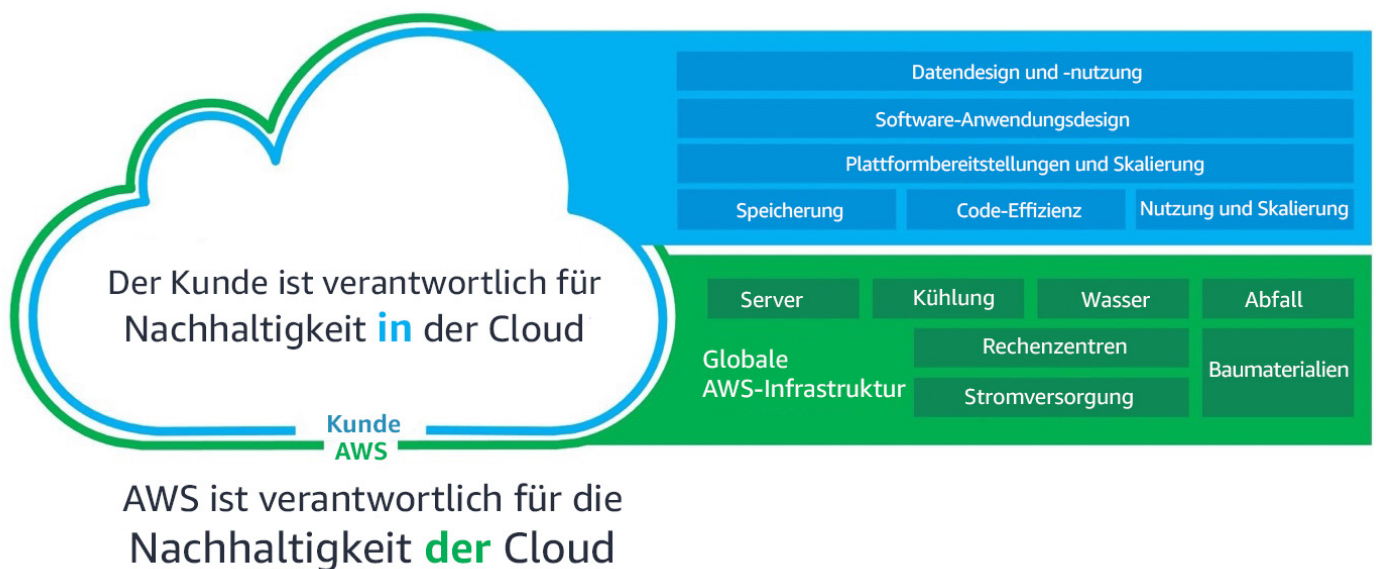 Datendesign und -nutzung
Software-Anwendungsdesign
Plattformbereitstellungen und Skalierung
Speicherung
Code-Effizienz
Nutzung und Skalierung
Der Kunde ist verantwortlich für
Nachhaltigkeit in der Cloud
Server
Kühlung
Wasser
Abfall
Globale
AWS-Infrastruktur
Rechenzentren
Stromversorgung
Baumaterialien
Kunde
AWS
AWS ist verantwortlich für die
Nachhaltigkeit der Cloud